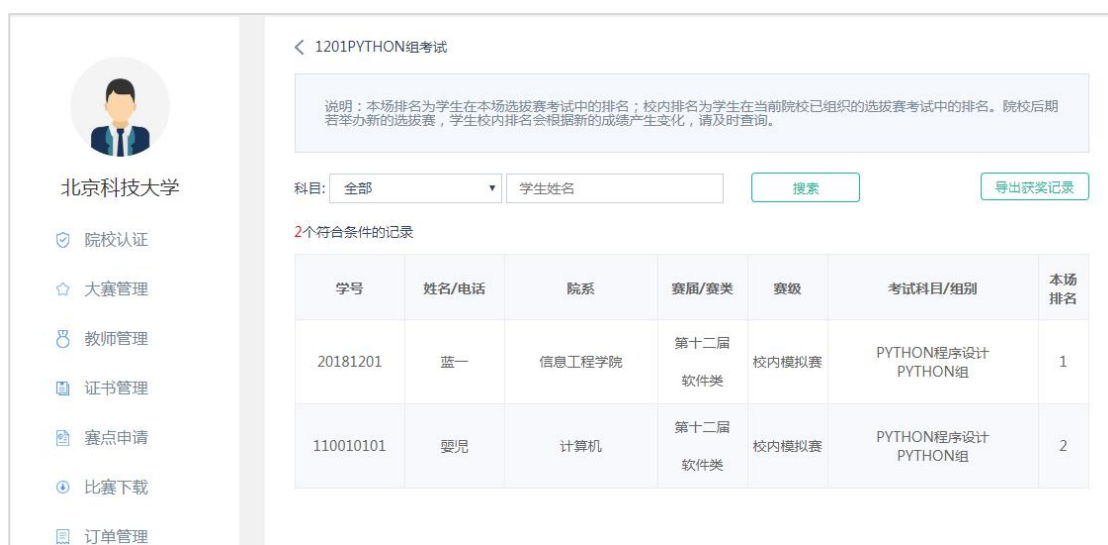 1201PYTHON组考试
说明：本场排名为学生在本场选拔赛考试中的排名；校内排名为学生在当前院校已组织的选拔赛考试中的排名。院校后期
若举办新的选拔赛，学生校内排名会根据新的成绩产生变化，请及时查询。
北京科技大学
院校认证
大赛管理
教师管理
证书管理
赛点申请
比赛下载
订单管理
科目: 全部 学生姓名 搜索 导出获奖记录
2个符合条件的记录
学号 姓名/电话 院系 赛届/赛类 赛级 考试科目/组别 本场
排名
第十二届
20181201 蓝一 信息工程学院 校内模拟赛 PYTHON程序设计 1
软件类 PYTHON组
第十二届
110010101 婴児 计算机 校内模拟赛 PYTHON程序设计 2
软件类 PYTHON组